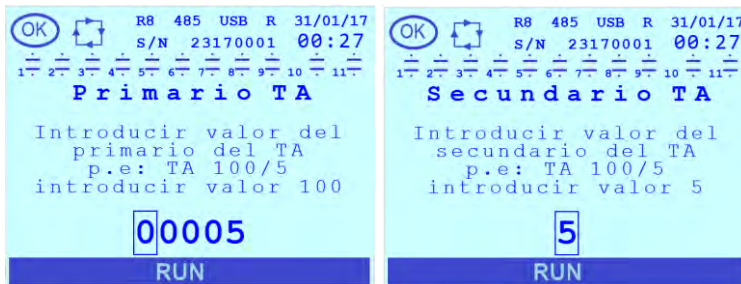 OK R8 485 USB R 31/01/17
S/N 23170001 00:27
1 2 3 4 5 6 7 8 9 10 11
Primario TA
Introducir valor del
primario del TA
p.e: TA 100/5
introducir valor 100
00005
RUN
OK R8 485 USB R 31/01/17
S/N 23170001 00:27
1 2 3 4 5 6 7 8 9 10 11
Secundario TA
Introducir valor del
secundario del TA
p.e: TA 100/5
introducir valor 5
5
RUN